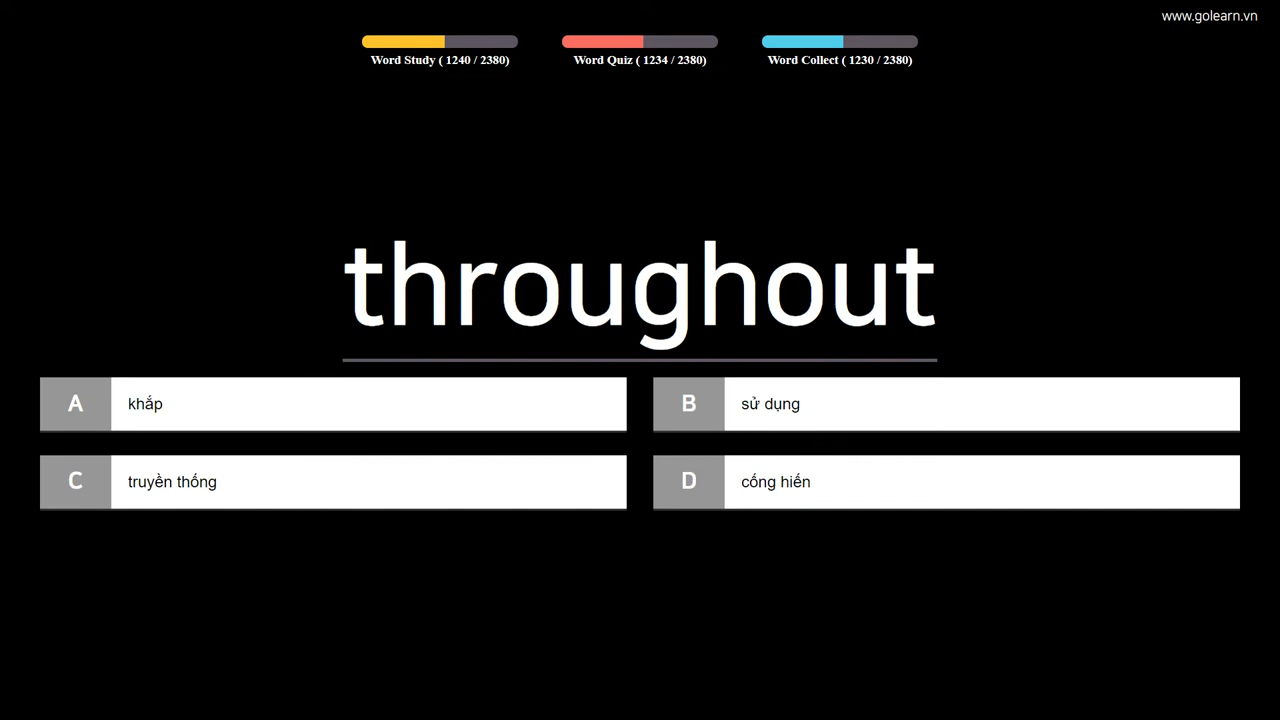 www.golearn.vn
Word Study ( 1240 / 2380)
Word Quiz ( 1234 / 2380)
Word Collect ( 1230 / 2380)
throughout
A khắp
B sử dụng
C truyền thống
D cống hiến